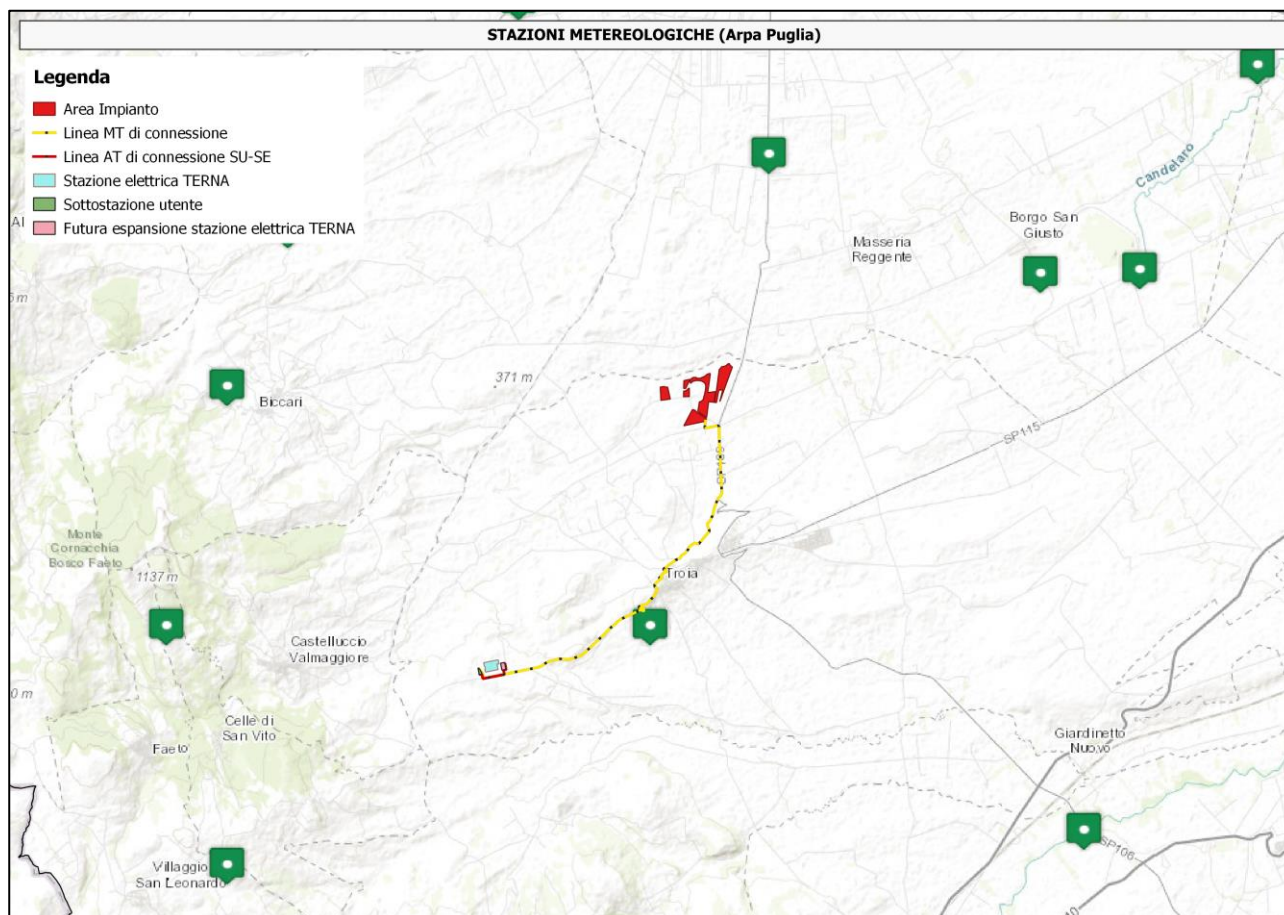 STAZIONI METEREOLOGICHE (Arpa Puglia)
Legenda
Area Impianto
Linea MT di connessione
Linea AT di connessione SU-SE
Stazione elettrica TERNA
Sottostazione utente
Futura espansione stazione elettrica TERNA
Candelaro
Borgo San
Giusto
Masseria
Reggente
371 m
Biccari
SP115
Monte
Cornacchia
Bosco Faeto
1137 m
Troia
Castelluccio
Valmaggiore
0 m
Celle di
San Vito
Faeto
Giardinetto
Nuovo
SP106
Villaggio
San Leonardo